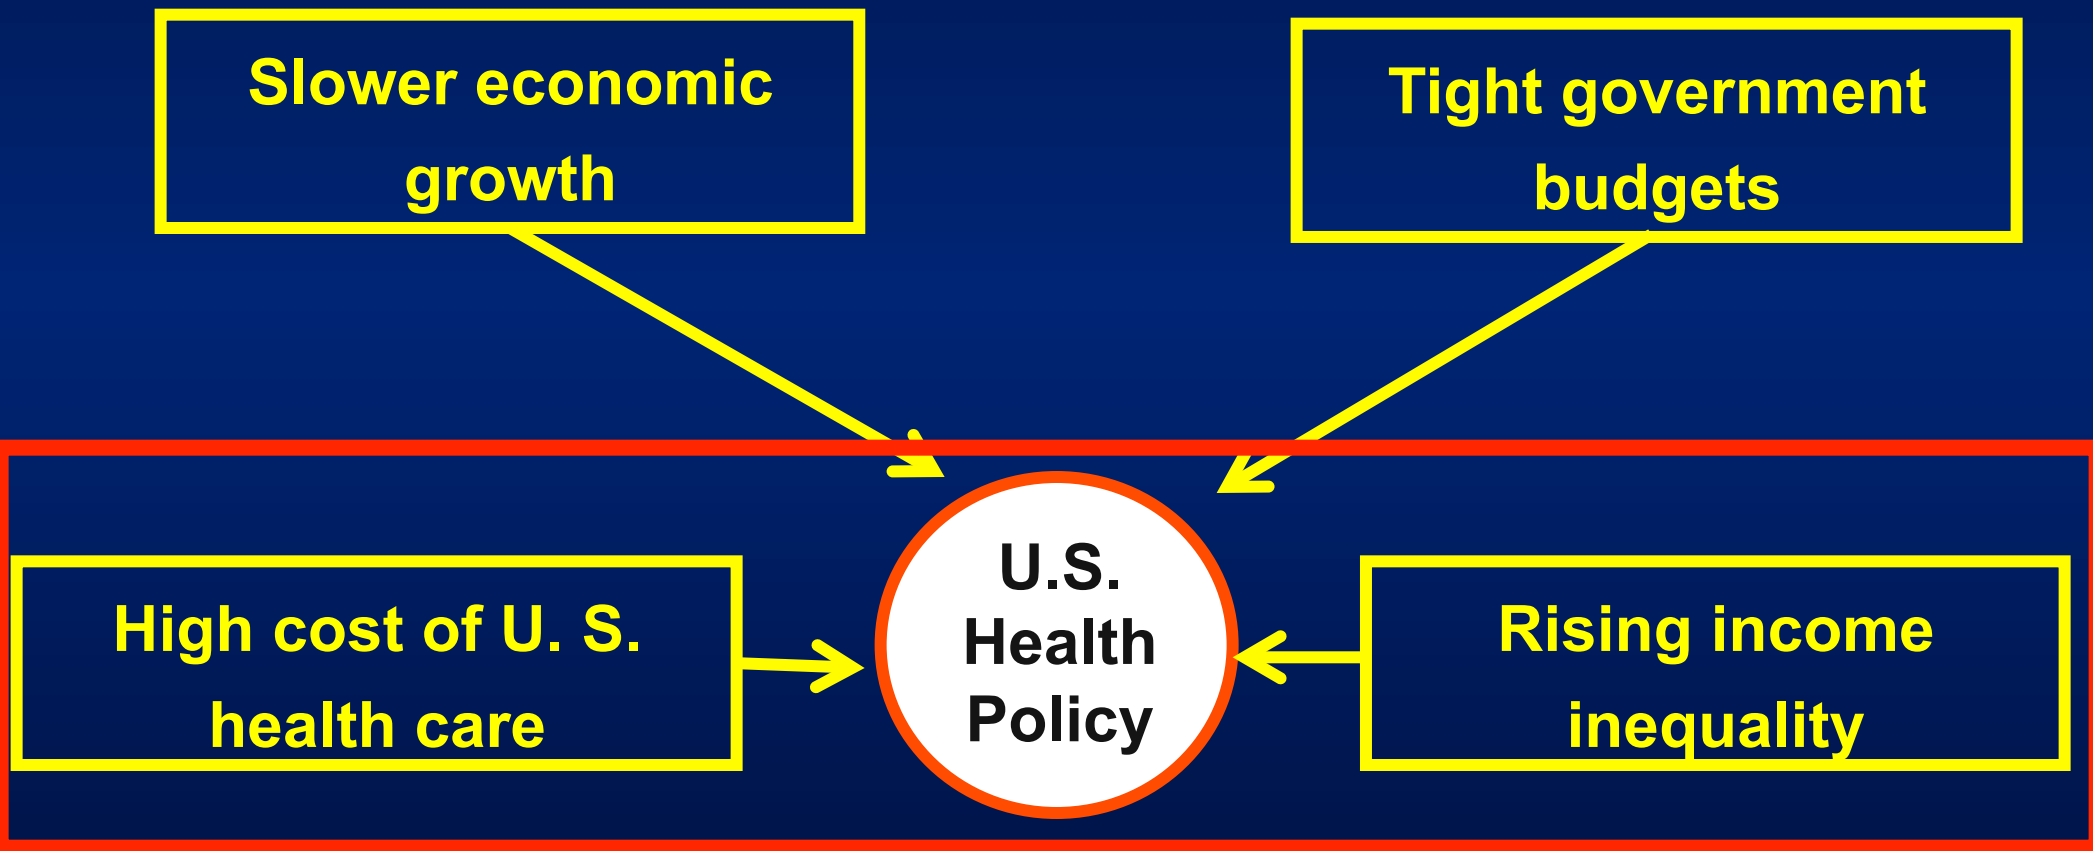 Slower economic
growth
Tight government
budgets
High cost of U. S.
health care
U.S.
Health
Policy
Rising income
inequality